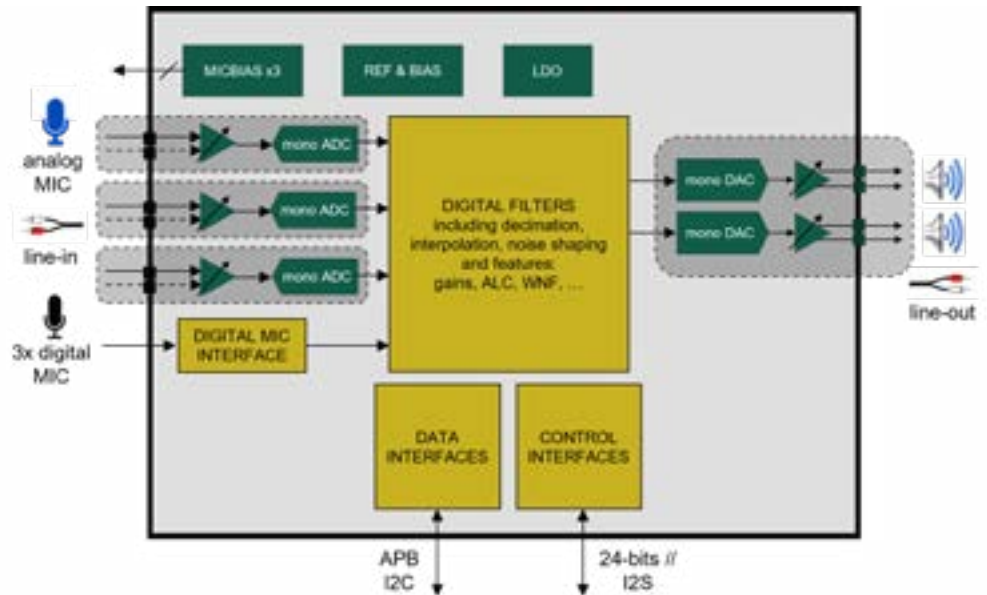 MICBIAS x3
REF & BIAS
LDO
analog
MIC
mono ADC
line-in
mono ADC
mono ADC
DIGITAL FILTERS
including decimation,
interpolation, noise shaping
and features:
gains, ALC, WNF, ...
mono DAC
mono DAC
line-out
3x digital
MIC
DIGITAL MIC
INTERFACE
DATA
INTERFACES
CONTROL
INTERFACES
APB
I2C
24-bits //
I2S